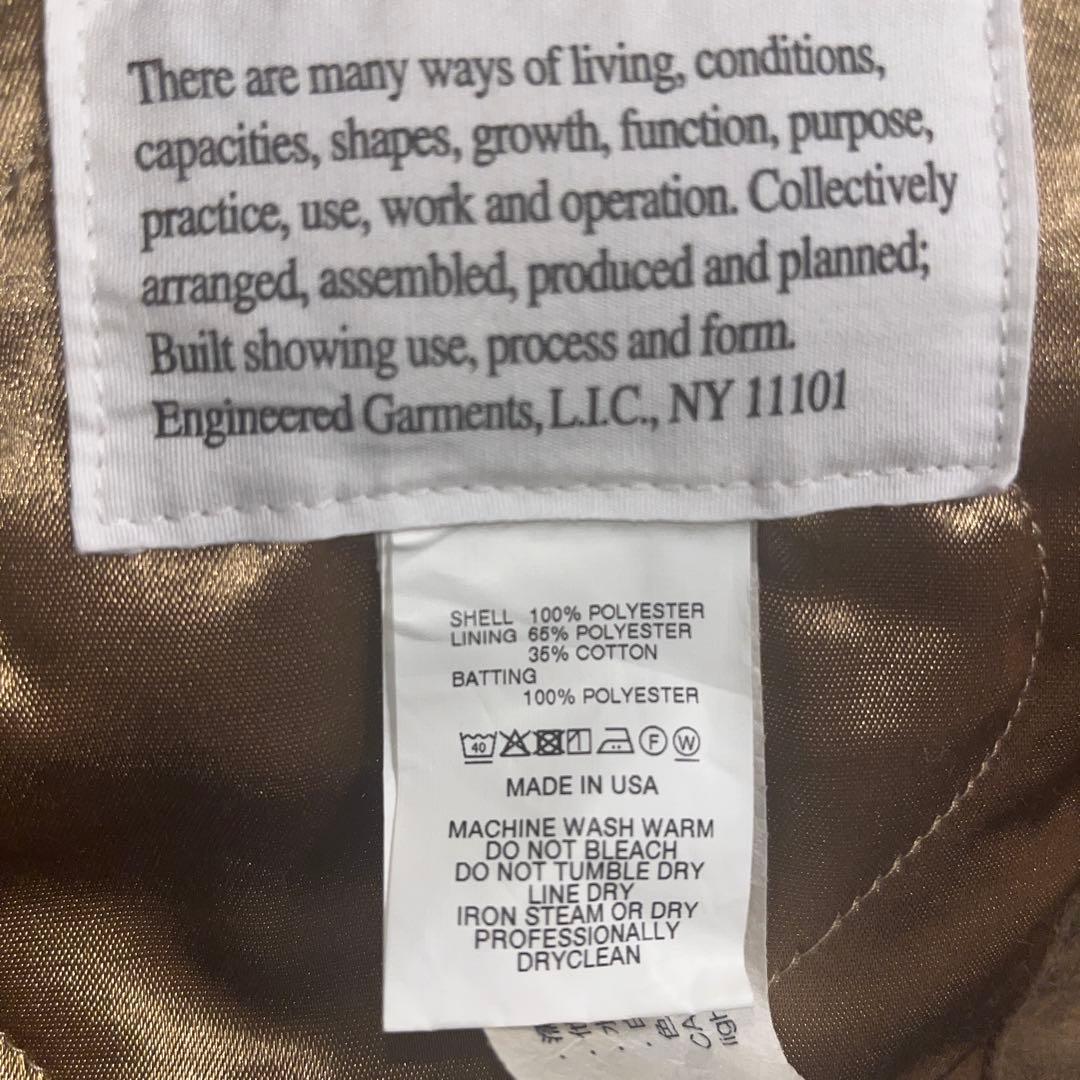 There are many ways of living, conditions,
capacities, shapes, growth, function, purpose,
practice, use, work and operation. Collectively
arranged, assembled, produced and planned;
Built showing use, process and form.
Engineered Garments, L.I.C., NY 11101
SHELL 100% POLYESTER
LINING 65% POLYESTER
35% COTTON
BATTING
100% POLYESTER
40 F W
MADE IN USA
MACHINE WASH WARM
DO NOT BLEACH
DO NOT TUMBLE DRY
LINE DRY
IRON STEAM OR DRY
PROFESSIONALLY
DRYCLEAN